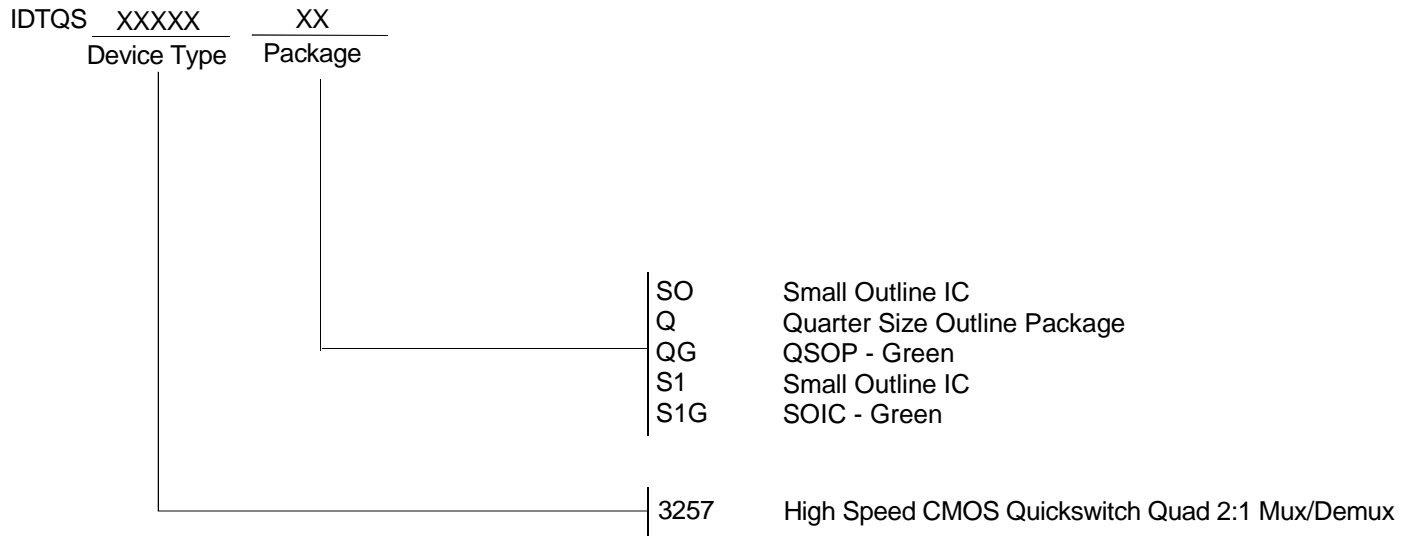 IDTQS XXXXX XX
Device Type Package
SO Small Outline IC
Q Quarter Size Outline Package
QG QSOP - Green
S1 Small Outline IC
S1G SOIC - Green
3257 High Speed CMOS Quickswitch Quad 2:1 Mux/Demux